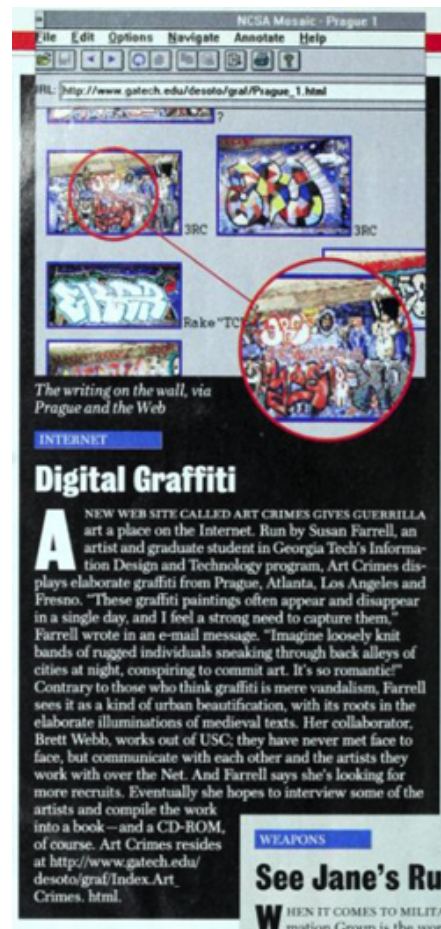 NCSA Mosaic - Prague 1
File Edit Options Navigate Annotate Help
URL: http://www.gatech.edu/desoto/graf/Prague_1.html
?
3RC
3RC
Rake "TC
The writing on the wall, via
Prague and the Web
INTERNET
Digital Graffiti
A NEW WEB SITE CALLED ART CRIMES GIVES GUERRILLA
art a place on the Internet. Run by Susan Farrell, an
artist and graduate student in Georgia Tech's Informa-
tion Design and Technology program, Art Crimes dis-
plays elaborate graffiti from Prague, Atlanta, Los Angeles and
Fresno. "These graffiti paintings often appear and disappear
in a single day, and I feel a strong need to capture them,"
Farrell wrote in an e-mail message. "Imagine loosely knit
bands of rugged individuals sneaking through back alleys of
cities at night, conspiring to commit art. It's so romantic!"
Contrary to those who think graffiti is mere vandalism, Farrell
sees it as a kind of urban beautification, with its roots in the
elaborate illuminations of medieval texts. Her collaborator,
Brett Webb, works out of USC; they have never met face to
face, but communicate with each other and the artists they
work with over the Net. And Farrell says she's looking for
more recruits. Eventually she hopes to interview some of the
artists and compile the work
into a book—and a CD-ROM,
of course. Art Crimes resides
at http://www.gatech.edu/
desoto/graf/Index.Art_
Crimes. html.
WEAPONS
See Jane's Ru
WHEN IT COMES TO MILITA
mation Group is the wor